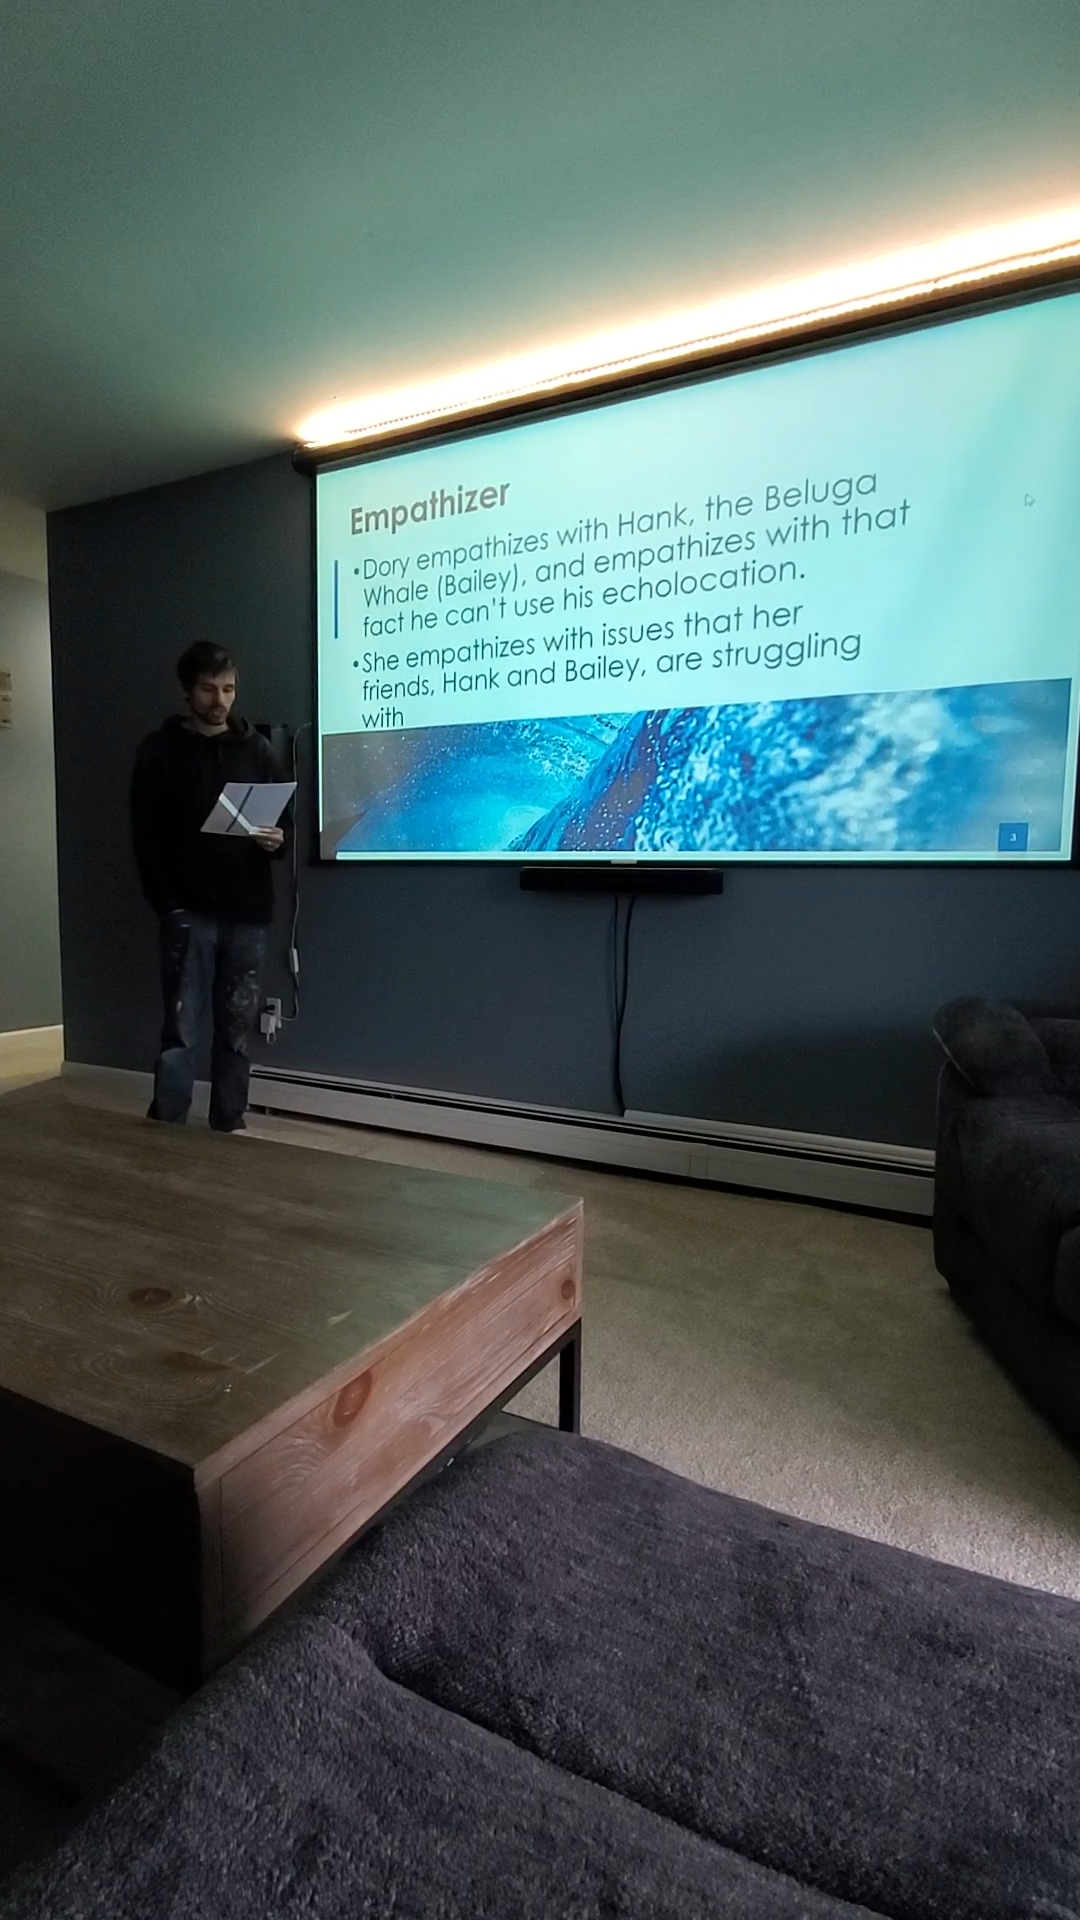 Empathizer
•Dory empathizes with Hank, the Beluga
Whale (Bailey), and empathizes with that
fact he can't use his echolocation.
•She empathizes with issues that her
friends, Hank and Bailey, are struggling
with
3